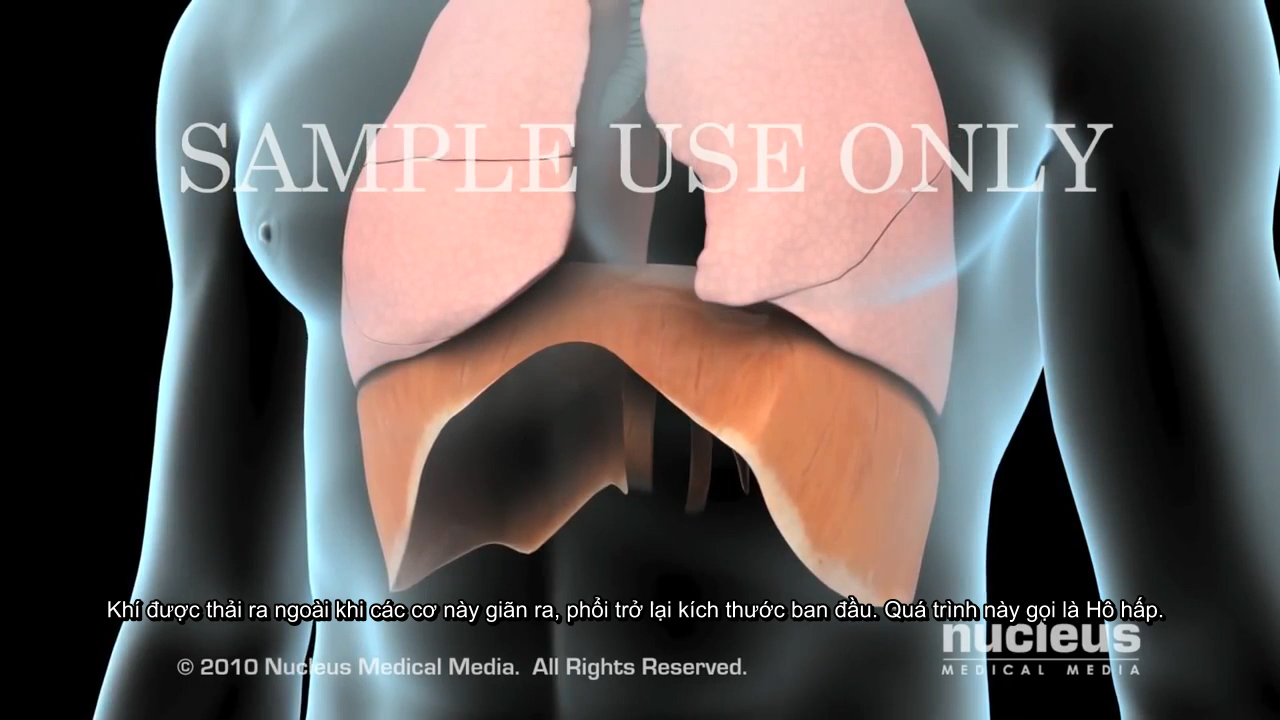 SAMPLE USE ONLY
Khí được thải ra ngoài khi các cơ này giãn ra, phổi trở lại kích thước ban đầu. Quá trình này gọi là Hô hấp.
nucleus
MEDICAL MEDIA
© 2010 Nucleus Medical Media. All Rights Reserved.